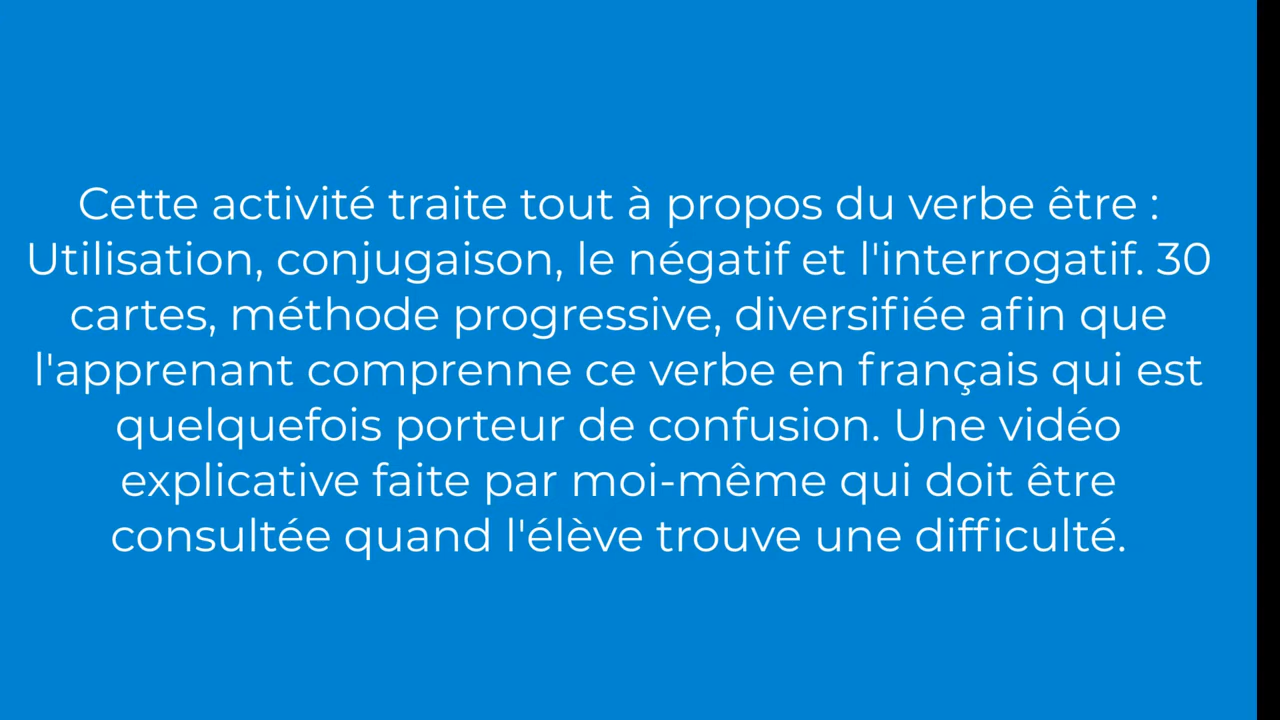 Cette activité traite tout à propos du verbe être :
Utilisation, conjugaison, le négatif et l'interrogatif. 30
cartes, méthode progressive, diversifiée afin que
l'apprenant comprenne ce verbe en français qui est
quelquefois porteur de confusion. Une vidéo
explicative faite par moi-même qui doit être
consultée quand l'élève trouve une difficulté.